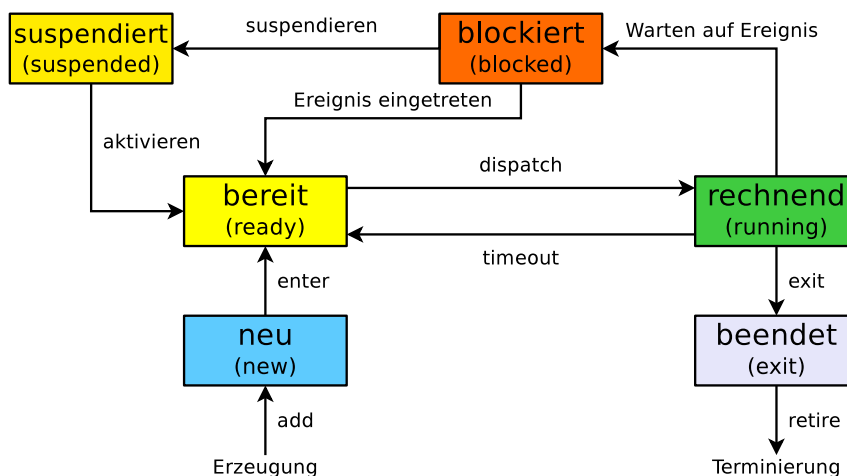 suspendiert
(suspended)
suspendieren
blockiert
(blocked)
Warten auf Ereignis
Ereignis eingetreten
aktivieren
bereit
(ready)
dispatch
rechnend
(running)
timeout
enter
exit
neu
(new)
beendet
(exit)
add
retire
Erzeugung
Terminierung